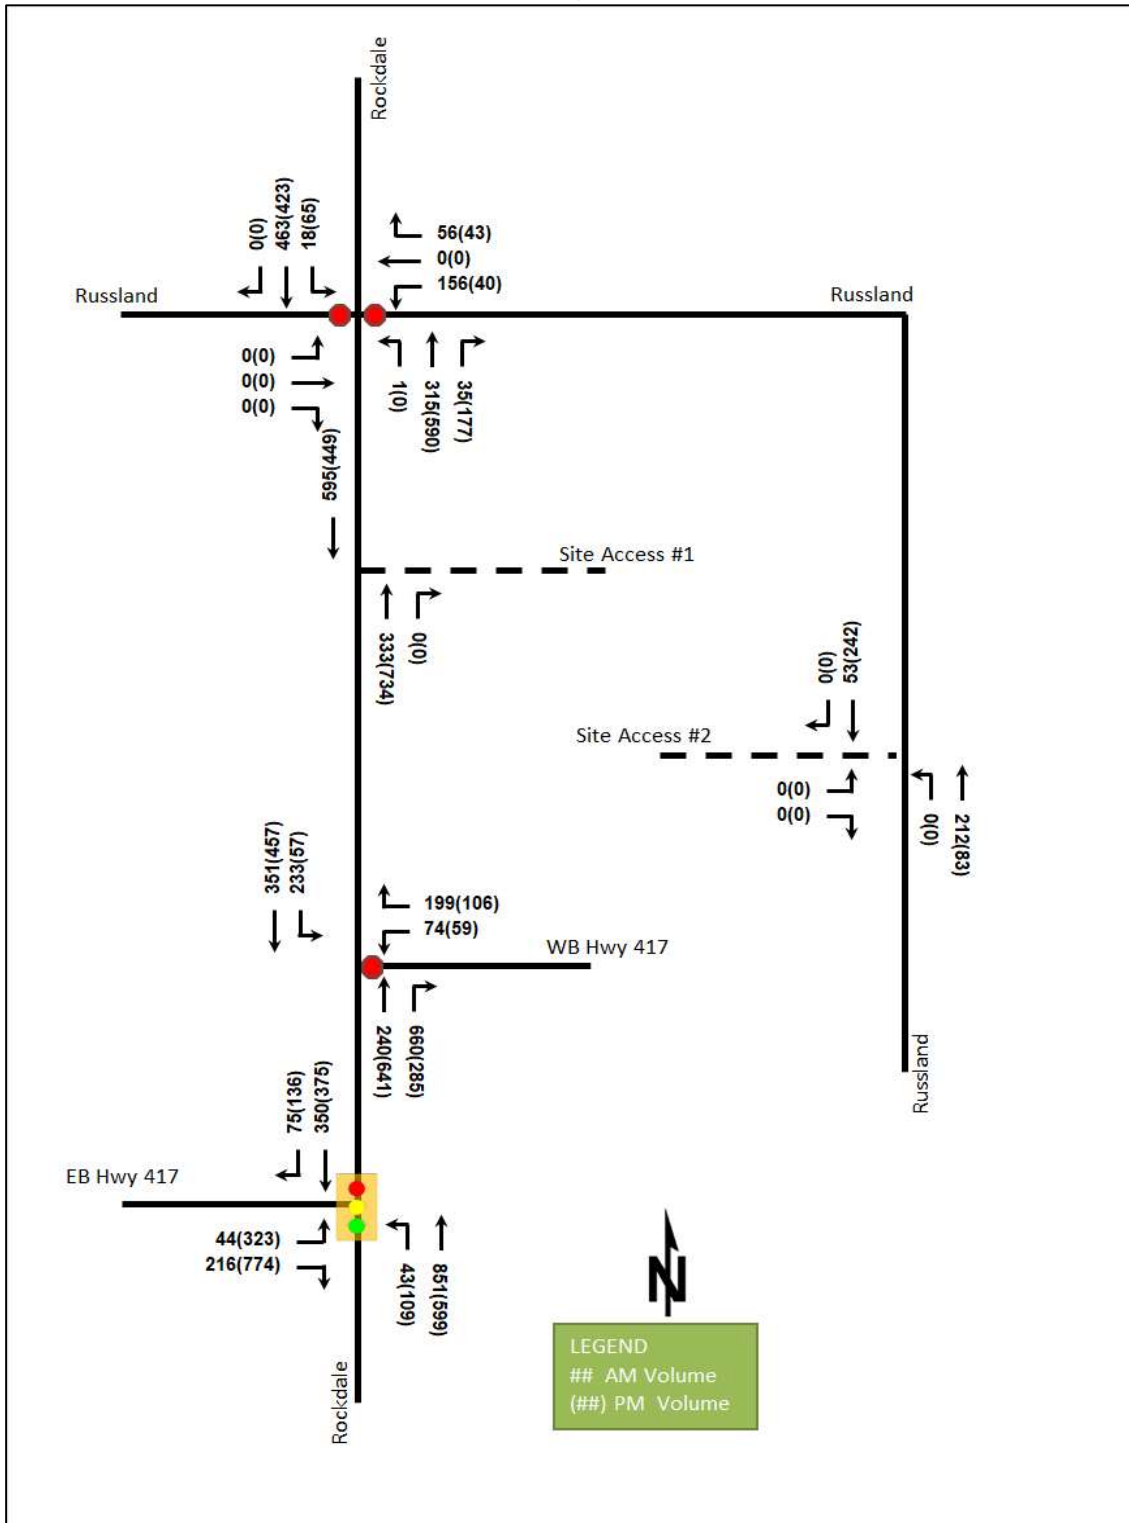 Rockdale
0(0)
463(423)
18(65)
56(43)
0(0)
156(40)
Russland
Russland
0(0)
0(0)
0(0)
1(0)
315(590)
35(177)
595(449)
Site Access #1
333(734)
0(0)
0(0)
53(242)
Site Access #2
0(0)
0(0)
0(0)
212(83)
351(457)
233(57)
199(106)
74(59)
WB Hwy 417
240(641)
660(285)
Russland
75(136)
350(375)
EB Hwy 417
44(323)
216(774)
43(109)
851(599)
N
LEGEND
## AM Volume
(##) PM Volume
Rockdale